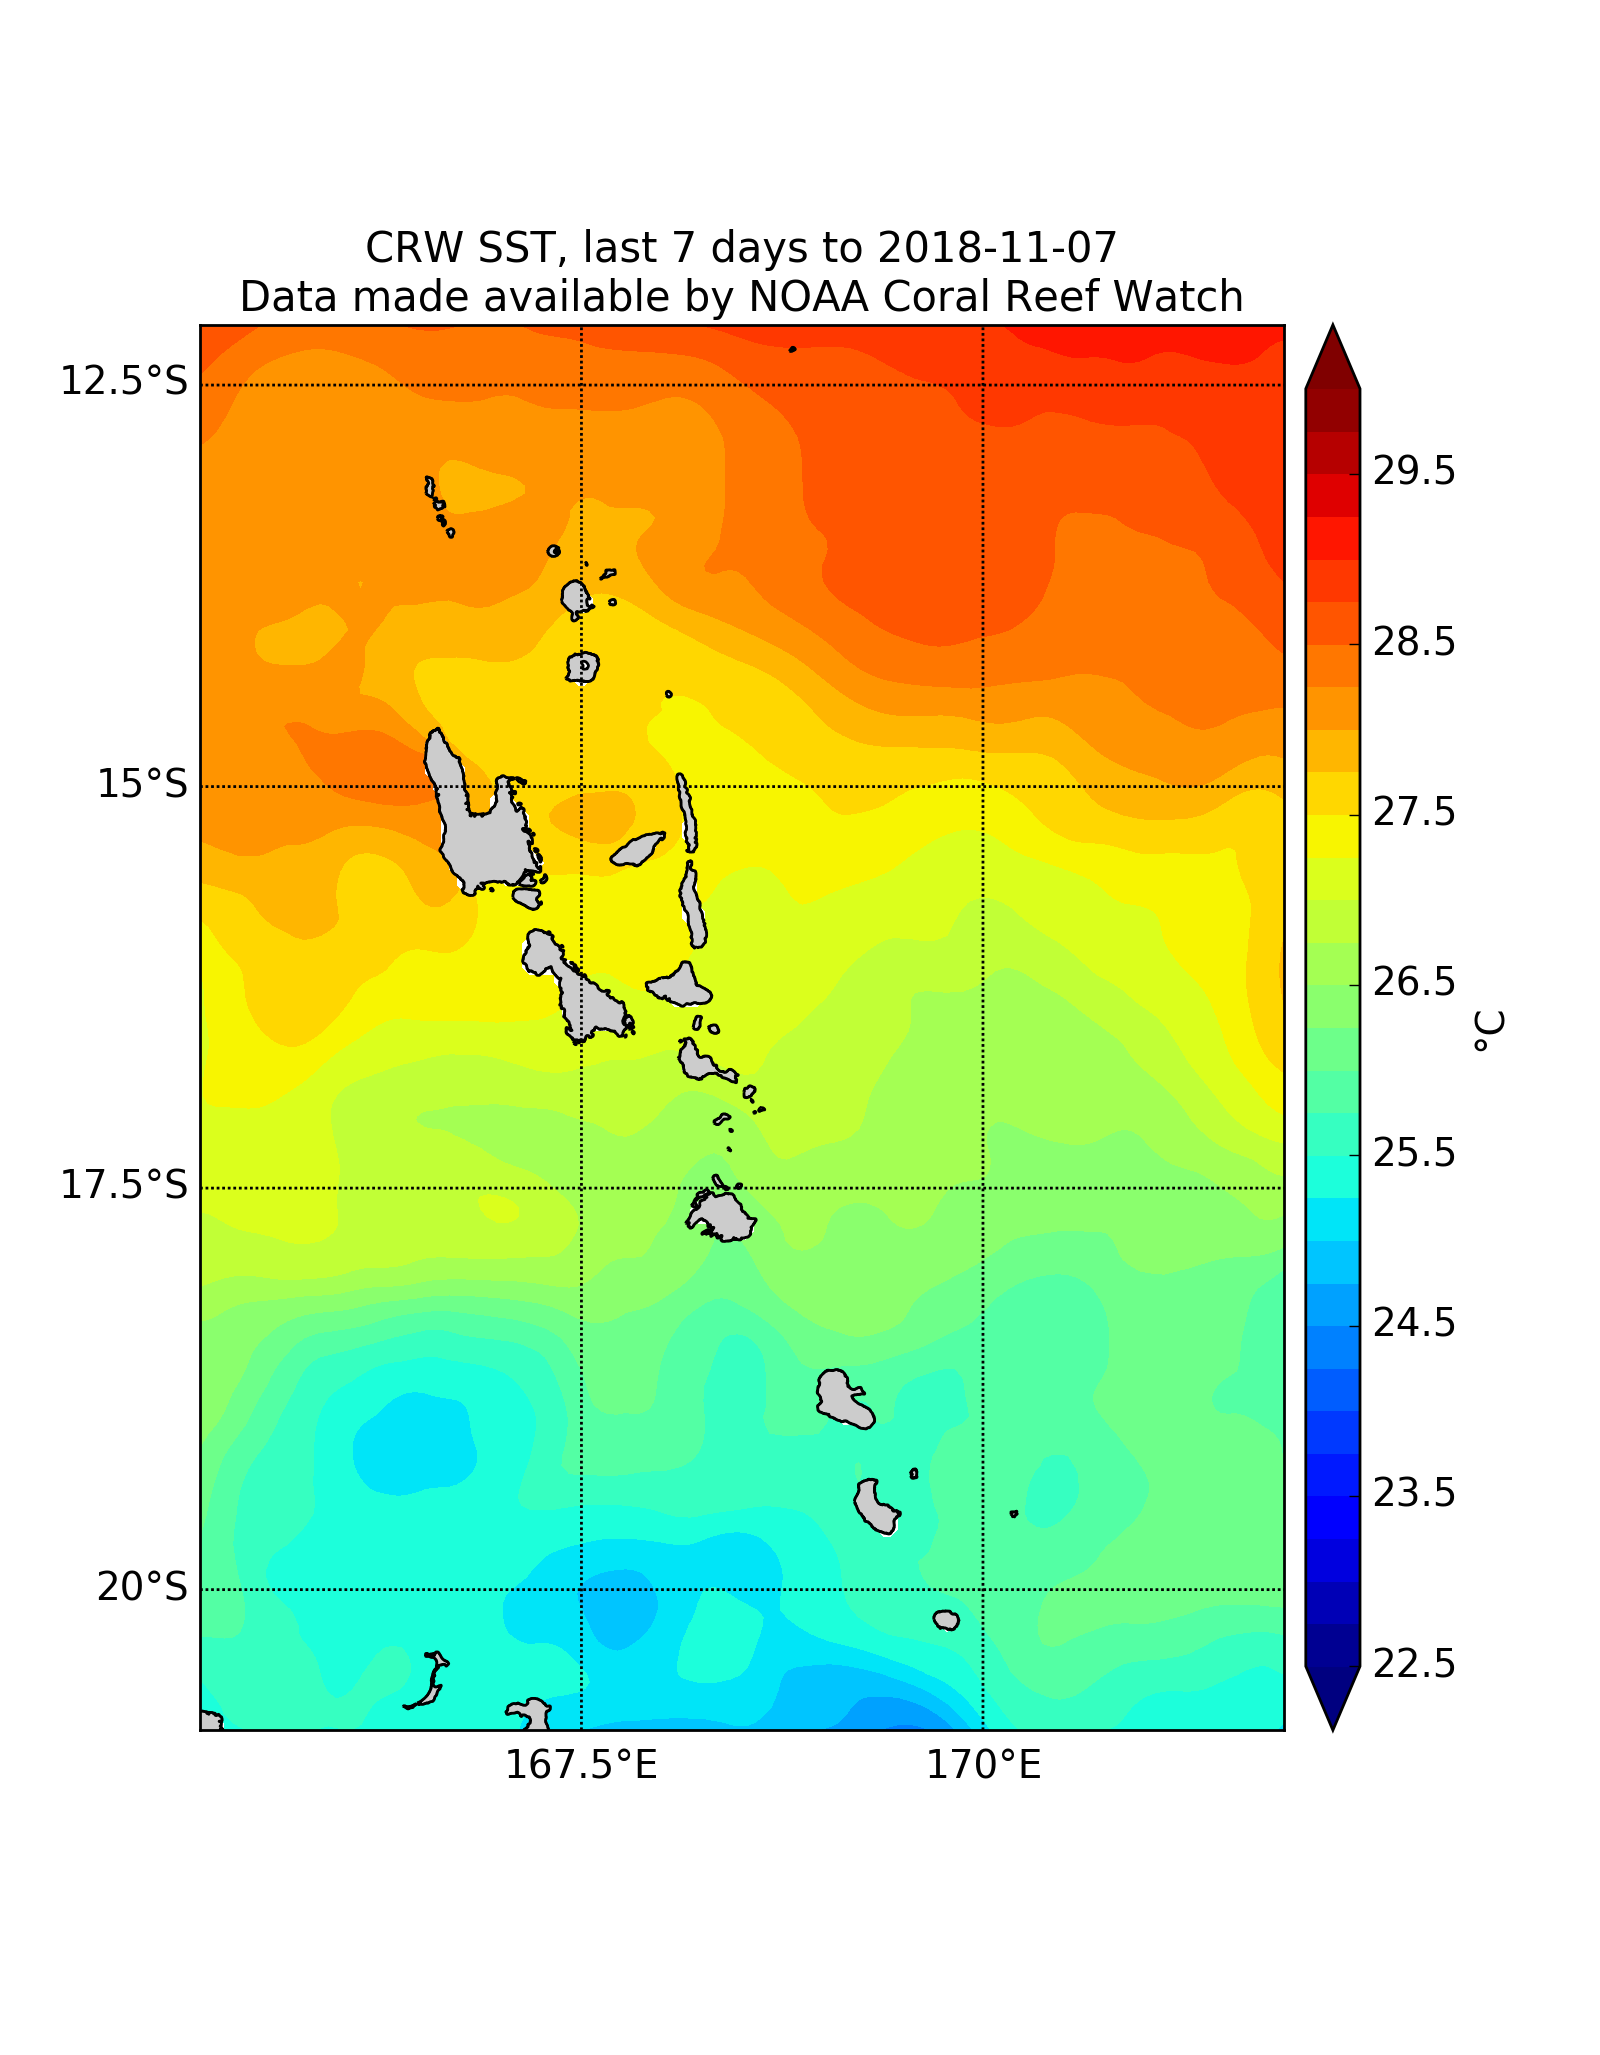 CRW SST, last 7 days to 2018-11-07
Data made available by NOAA Coral Reef Watch
12.5°S
15°S
17.5°S
20°S
167.5°E
170°E
29.5
28.5
27.5
26.5
25.5
24.5
23.5
22.5
°C